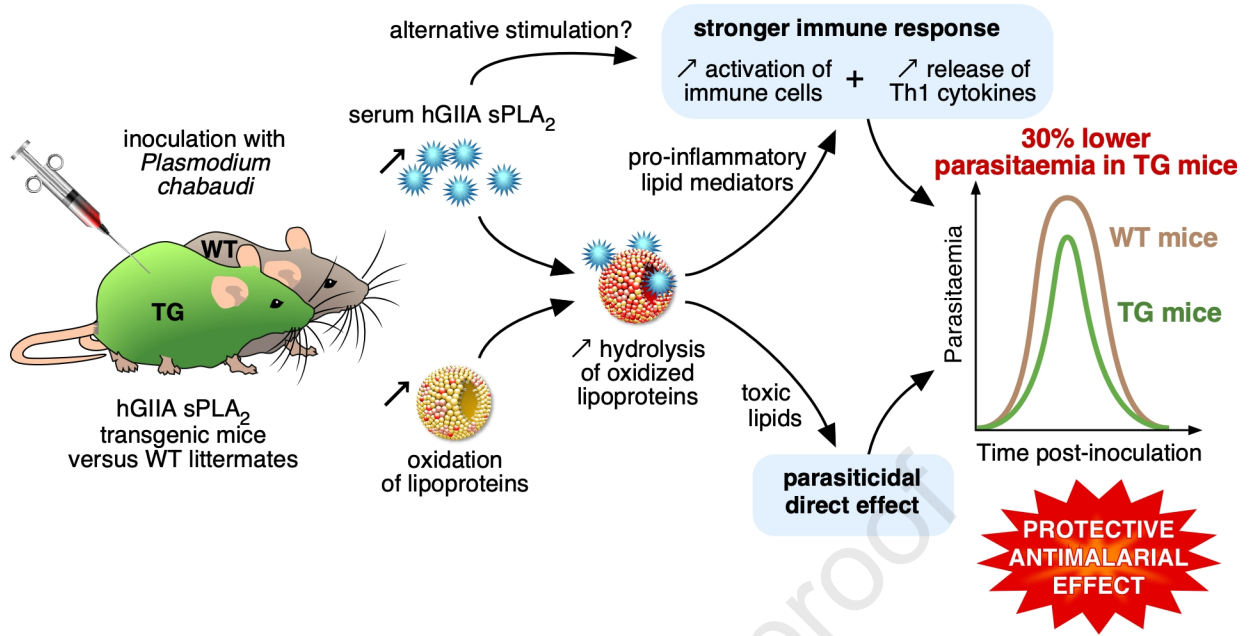 alternative stimulation?
stronger immune response
↗ activation of
immune cells
+
↗ release of
Th1 cytokines
serum hGIIA sPLA₂
inoculation with
Plasmodium
chabaudi
WT
TG
hGIIA sPLA₂
transgenic mice
versus WT littermates
oxidation
of lipoproteins
pro-inflammatory
lipid mediators
↗ hydrolysis
of oxidized
lipoproteins
toxic
lipids
parasiticidal
direct effect
30% lower
parasitaemia in TG mice
Parasitaemia
WT mice
TG mice
Time post-inoculation
PROTECTIVE
ANTIMALARIAL
EFFECT
proof